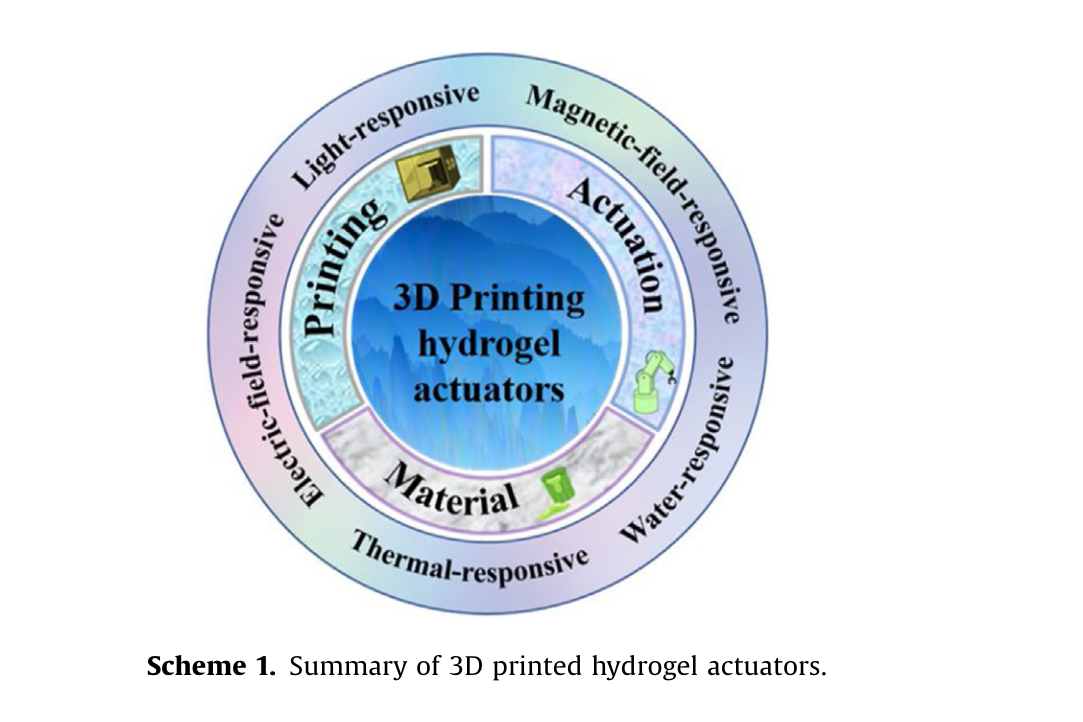 Light-responsive
Magnetic-field-responsive
Printing
Actuation
3D Printing
hydrogel
actuators
Electric-field-responsive
Water-responsive
Material
Thermal-responsive
Scheme 1. Summary of 3D printed hydrogel actuators.